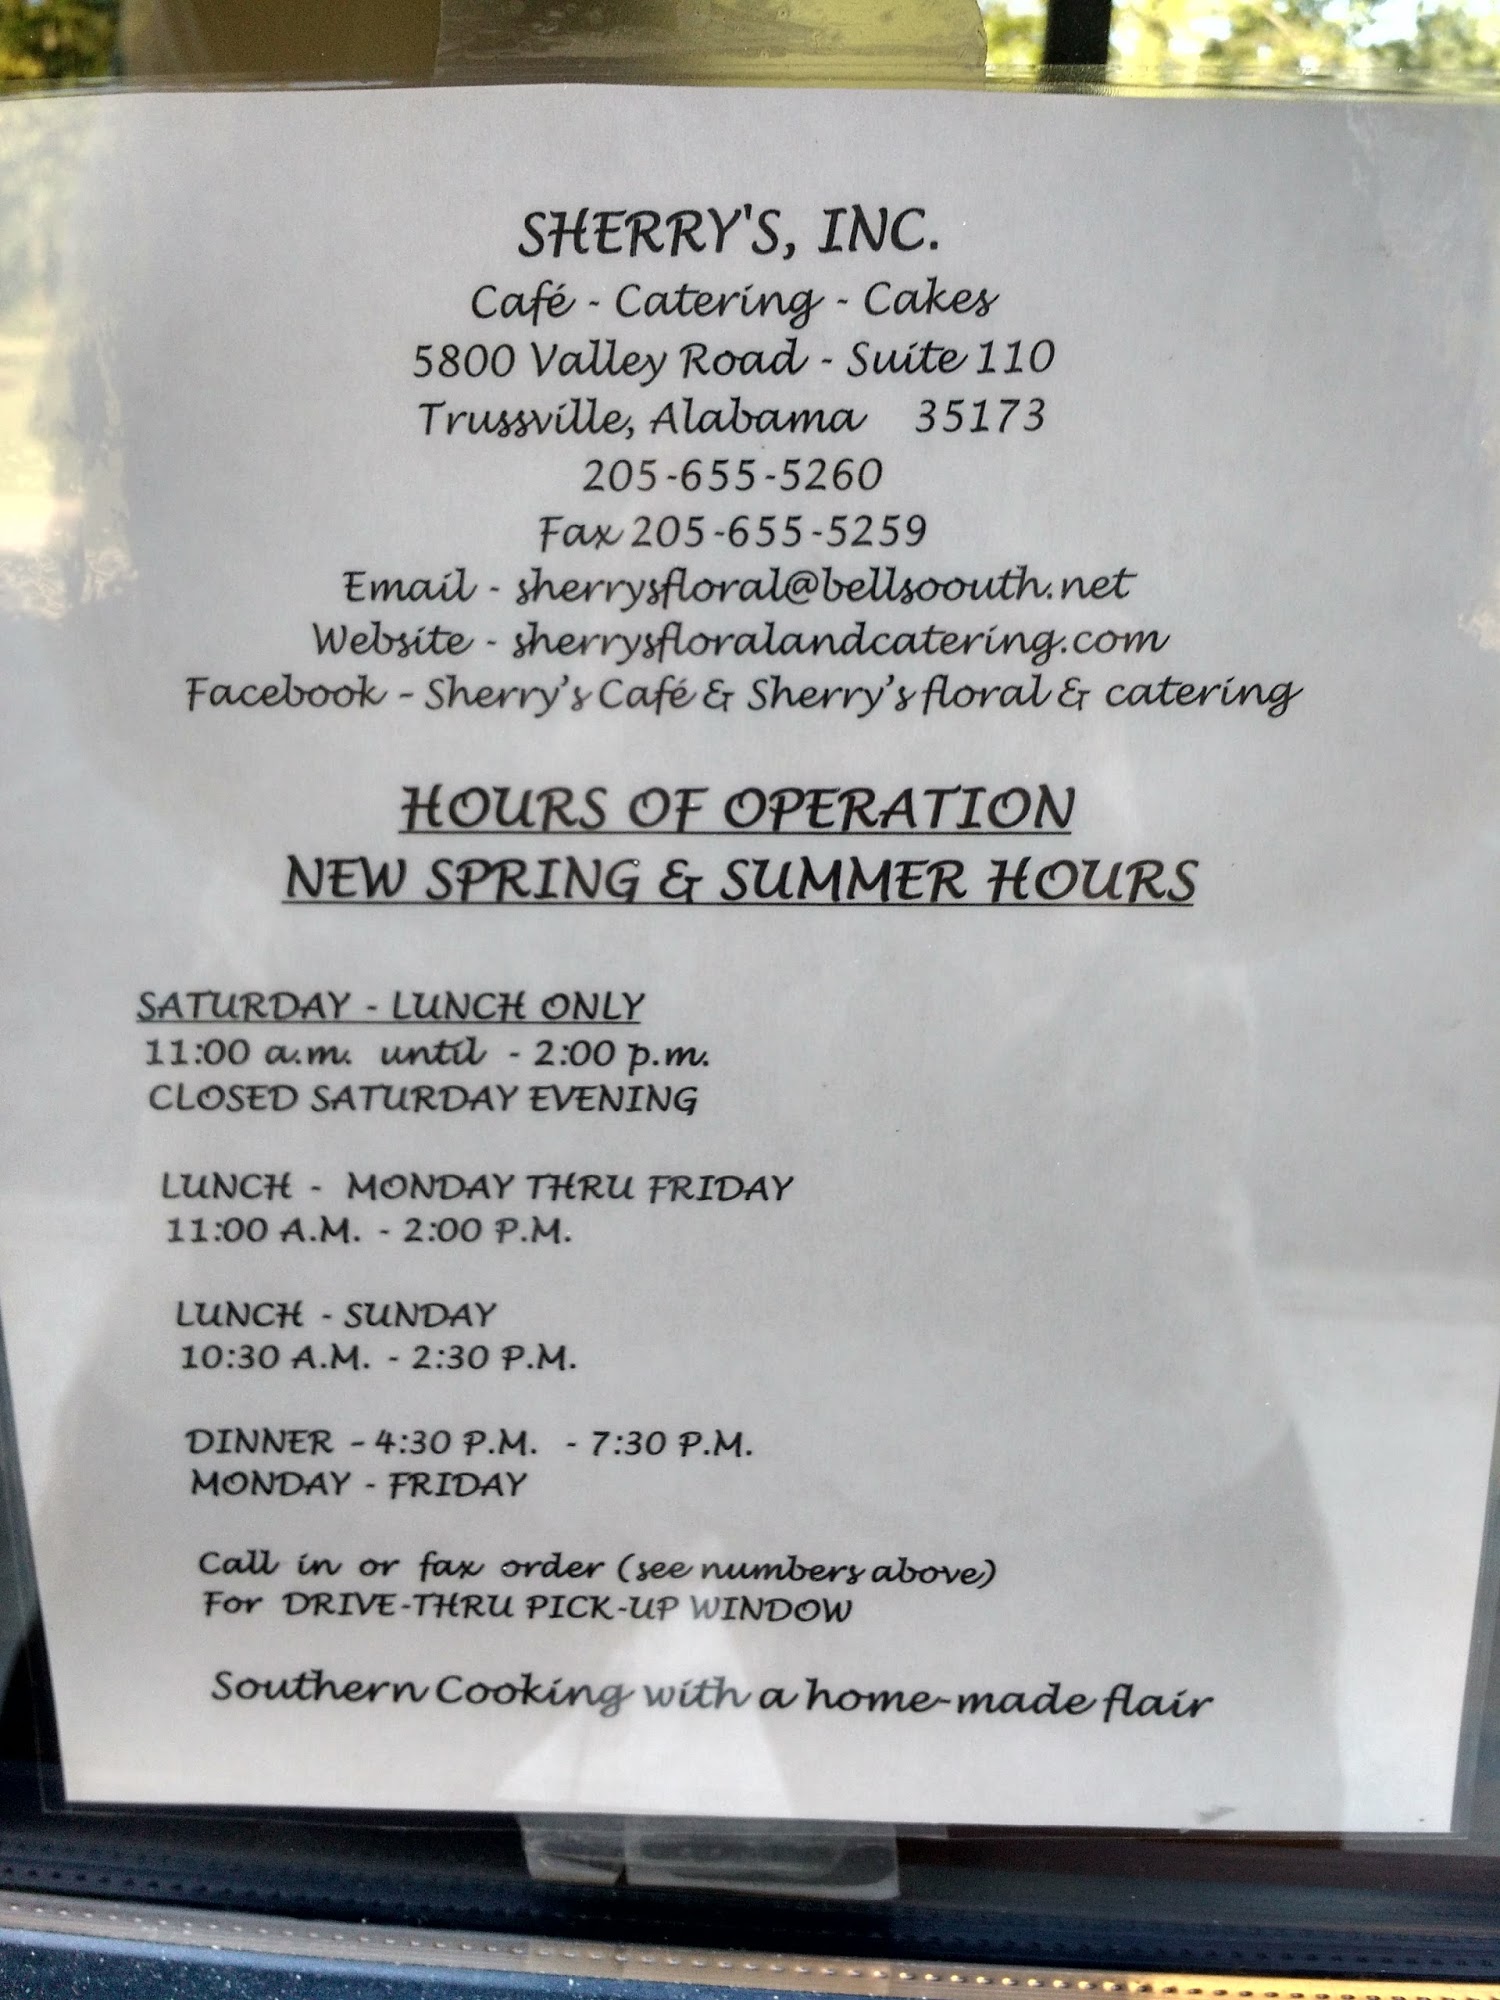 SHERRY'S, INC.
Café - Catering - Cakes
5800 Valley Road - Suite 110
Trussville, Alabama 35173
205-655-5260
Fax 205-655-5259
Email - sherrysfloral@bellsoouth.net
Website - sherrysfloralandcatering.com
Facebook - Sherry's Café & Sherry's floral & catering
HOURS OF OPERATION
NEW SPRING & SUMMER HOURS
SATURDAY - LUNCH ONLY
11:00 a.m. until - 2:00 p.m.
CLOSED SATURDAY EVENING
LUNCH - MONDAY THRU FRIDAY
11:00 A.M. - 2:00 P.M.
LUNCH - SUNDAY
10:30 A.M. - 2:30 P.M.
DINNER - 4:30 P.M. - 7:30 P.M.
MONDAY - FRIDAY
Call in or fax order (see numbers above)
For DRIVE-THRU PICK-UP WINDOW
Southern Cooking with a home-made flair